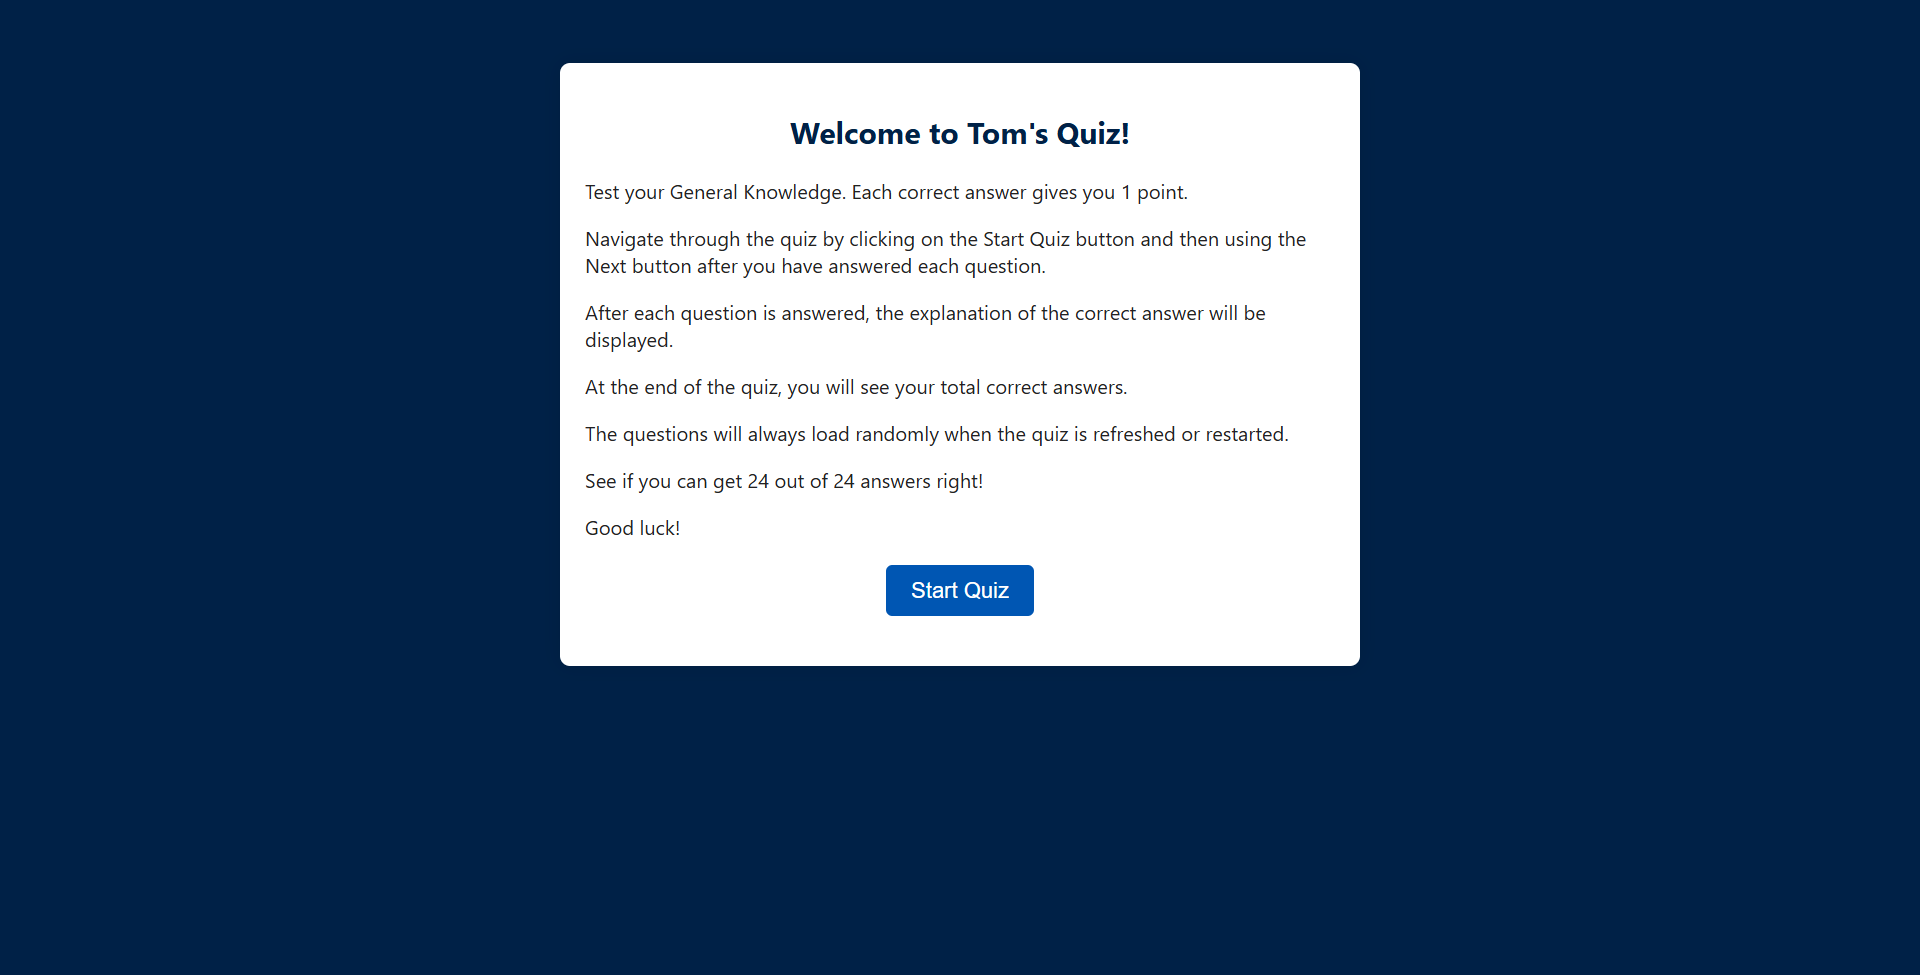 Welcome to Tom's Quiz!
Test your General Knowledge. Each correct answer gives you 1 point.
Navigate through the quiz by clicking on the Start Quiz button and then using the
Next button after you have answered each question.
After each question is answered, the explanation of the correct answer will be
displayed.
At the end of the quiz, you will see your total correct answers.
The questions will always load randomly when the quiz is refreshed or restarted.
See if you can get 24 out of 24 answers right!
Good luck!
Start Quiz